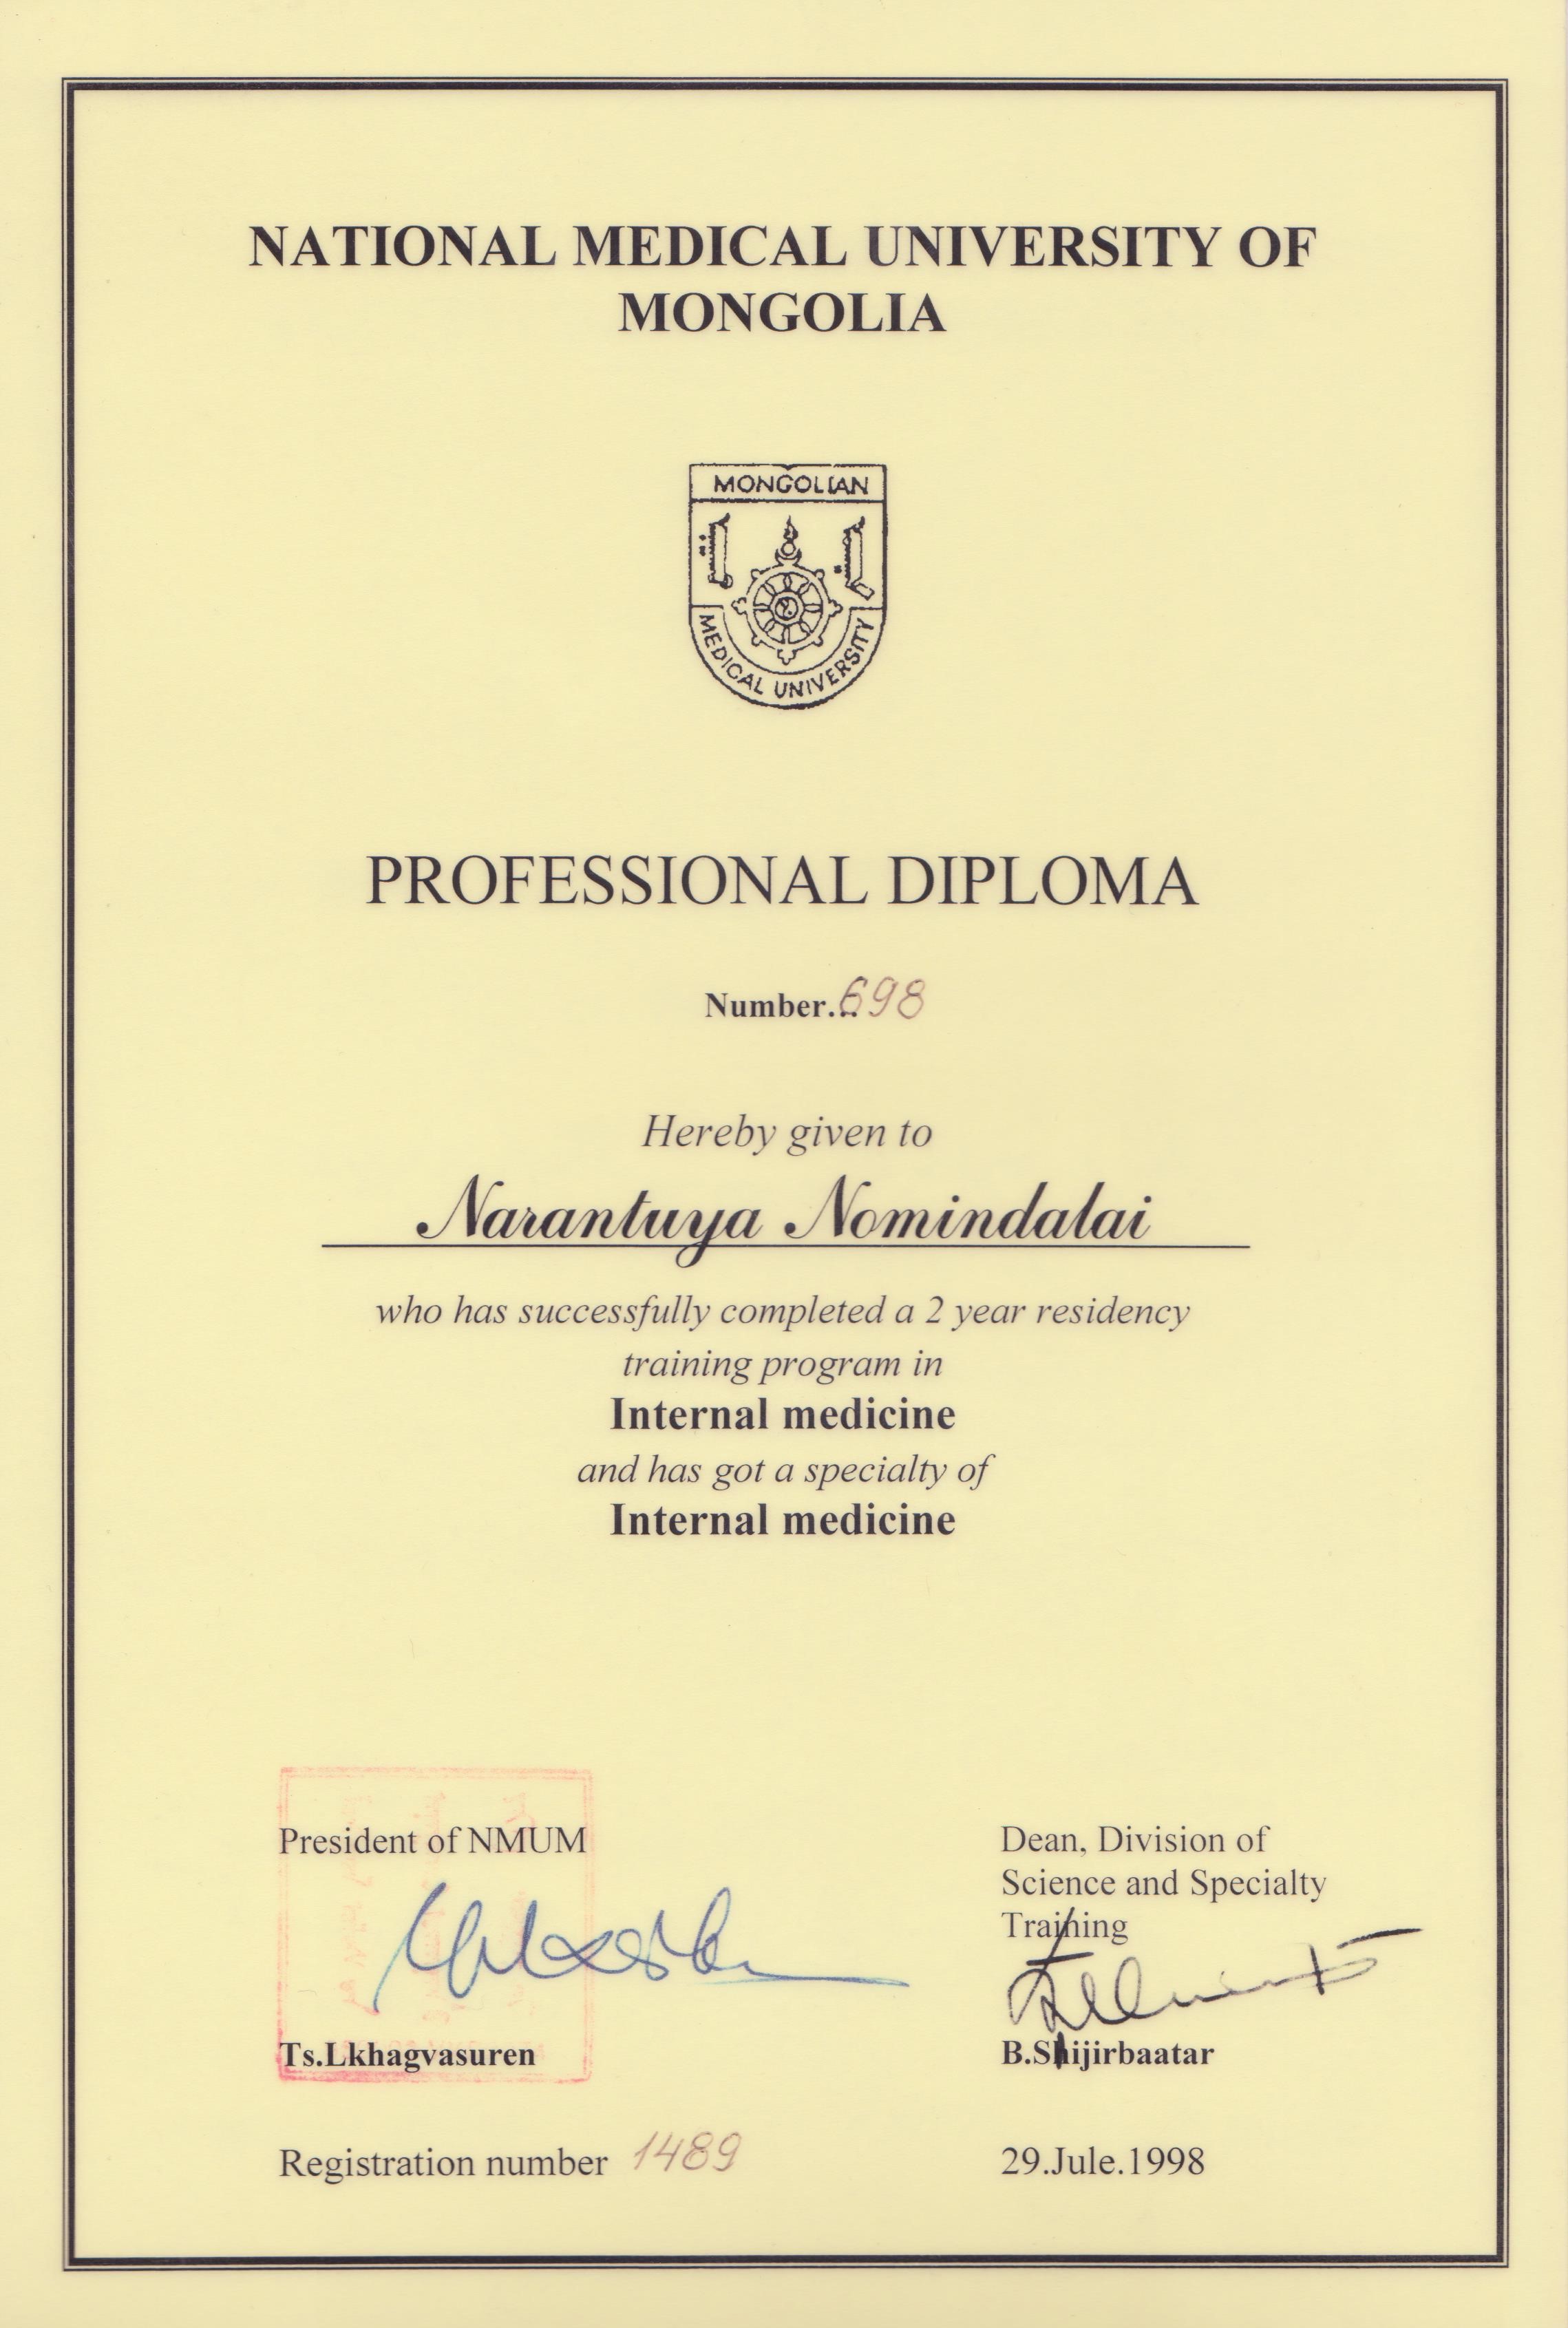 NATIONAL MEDICAL UNIVERSITY OF
MONGOLIA
MONGOLIAN
MEDICAL UNIVERSITY
PROFESSIONAL DIPLOMA
Number...698
Hereby given to
Narantuya Nomindalai
who has successfully completed a 2 year residency
training program in
Internal medicine
and has got a specialty of
Internal medicine
President of NMUM
Ts.Lkhagvasuren
Dean, Division of
Science and Specialty
Training
B.Shijirbaatar
Registration number 1489
29.Jule.1998